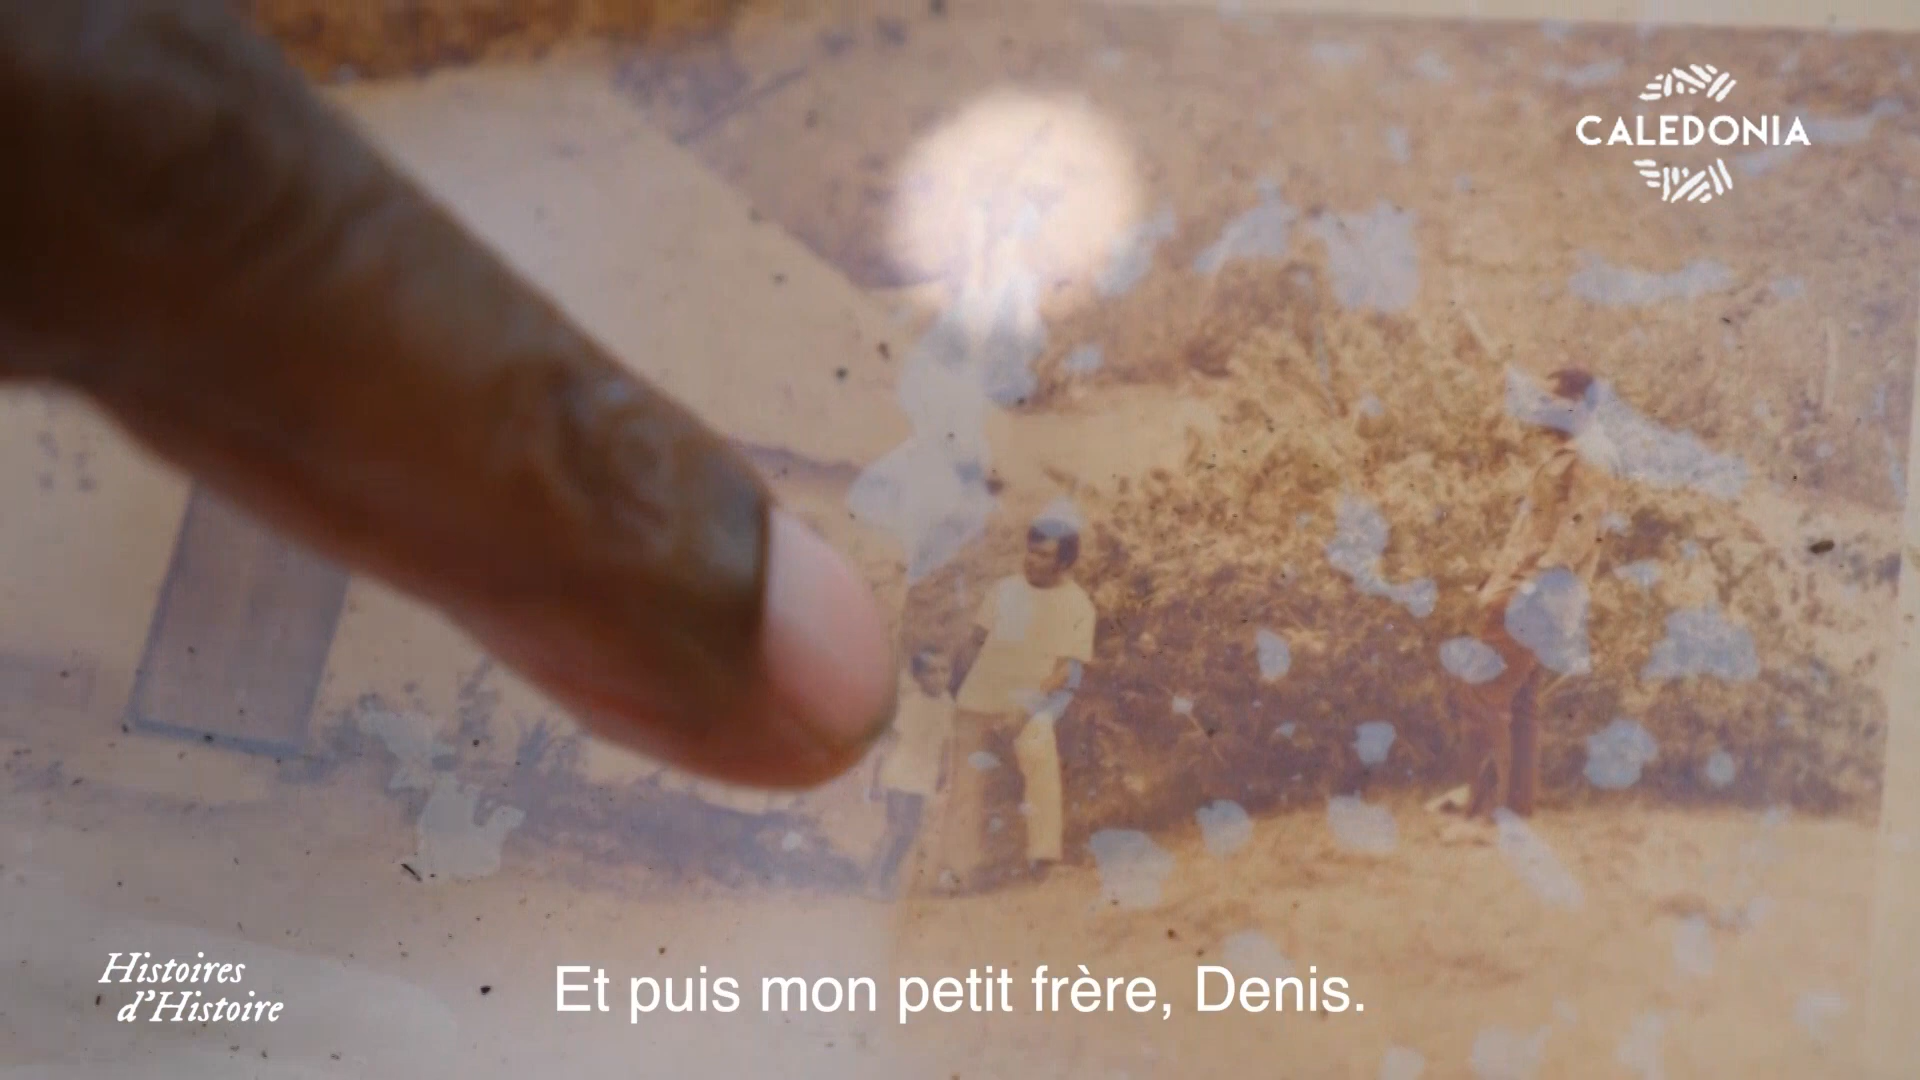 CALEDONIA
Histoires
d'Histoire
Et puis mon petit frère, Denis.